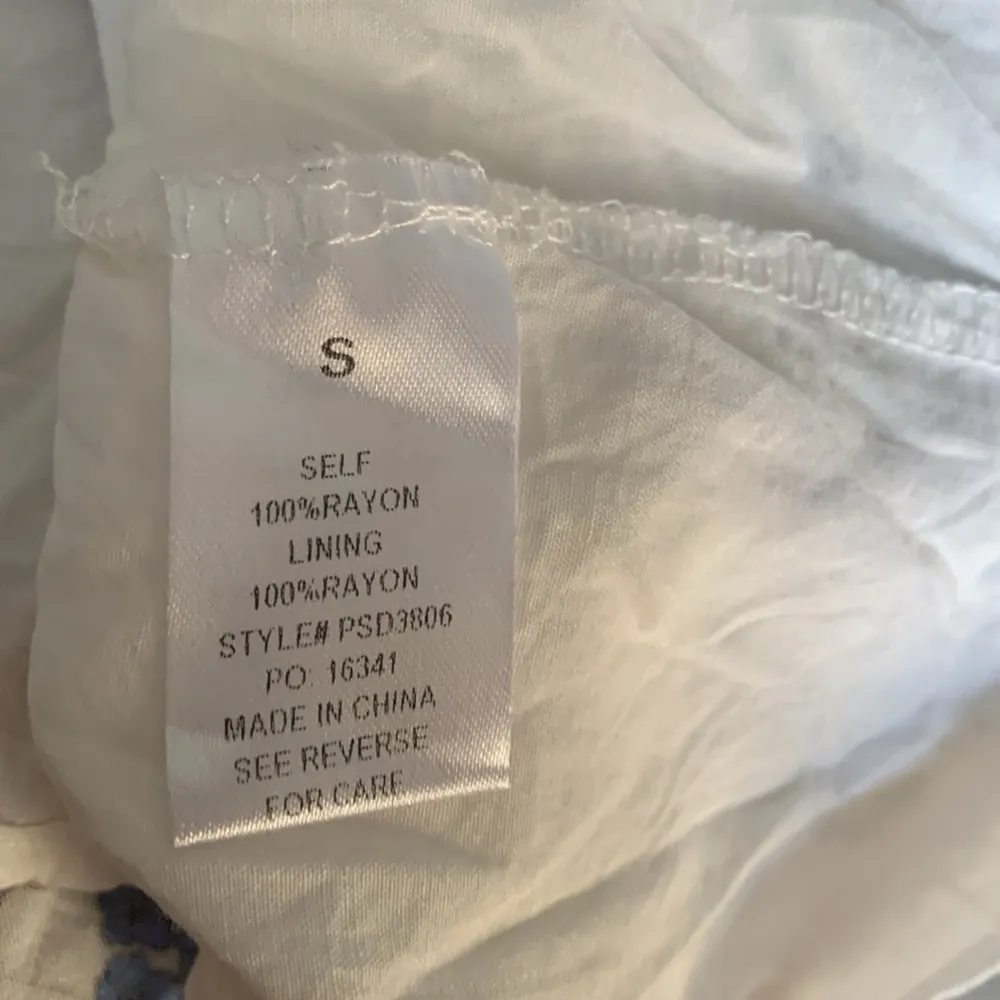 S
SELF
100%RAYON
LINING
100%RAYON
STYLE# PSD3806
PO: 16341
MADE IN CHINA
SEE REVERSE
FOR CARE